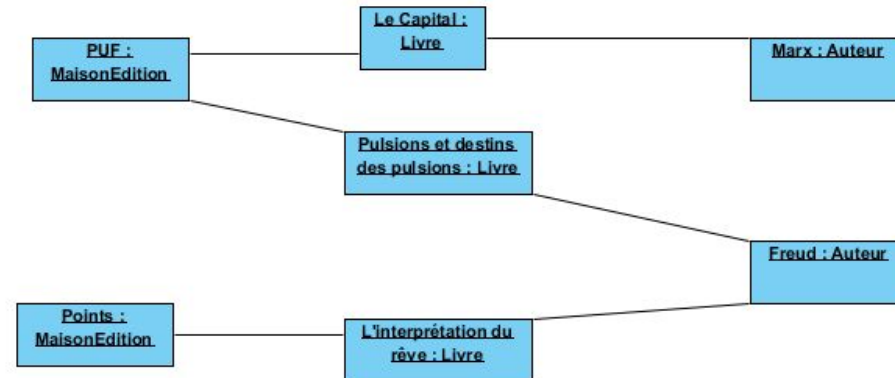 Le Capital :
Livre
PUF :
MaisonEdition
Marx : Auteur
Pulsions et destins
des pulsions : Livre
Freud : Auteur
Points :
MaisonEdition
L'interprétation du
rêve : Livre